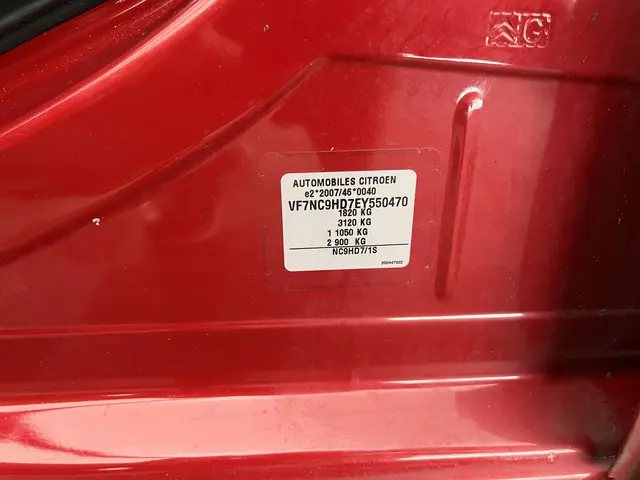 G
AUTOMOBILES CITROEN
e2*2007/46*0040
VF7NC9HD7EY550470
1820 KG
3120 KG
1 1050 KG
2 900 KG
NC9HD7/1S